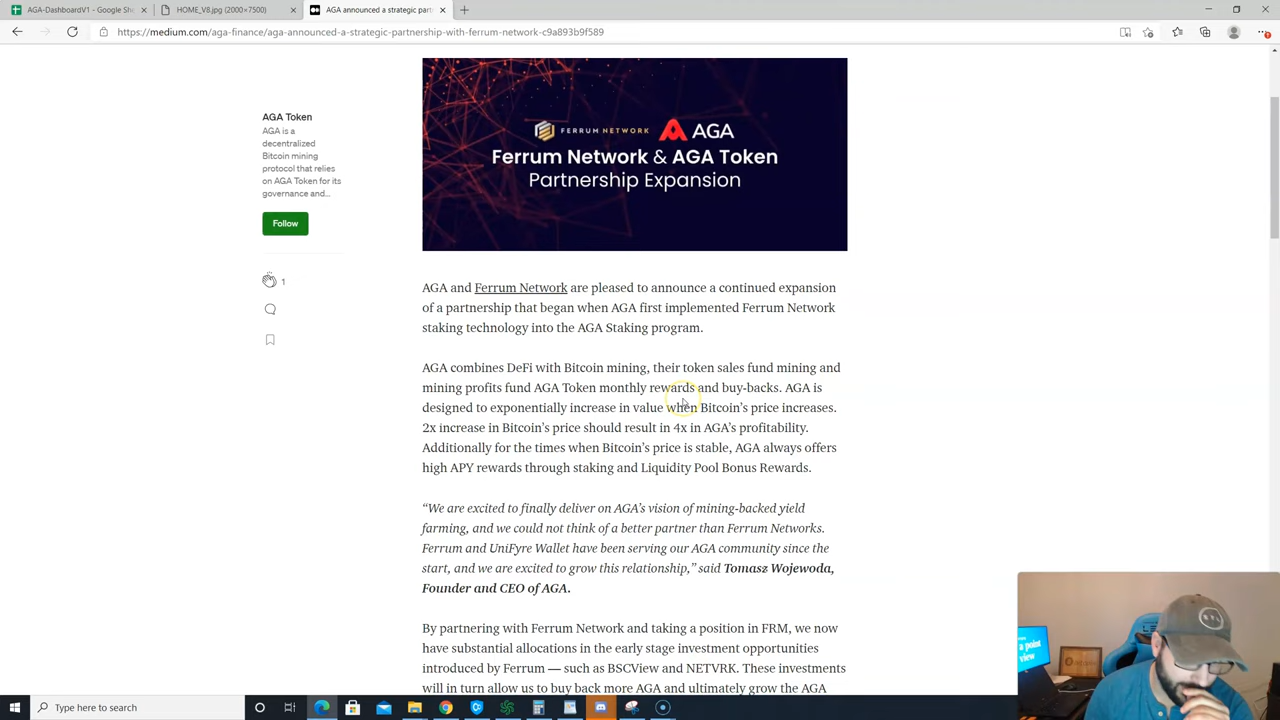 AGA-DashboardV1 - Google She
HOME_V8.jpg (2000×7500)
AGA announced a strategic part
https://medium.com/aga-finance/aga-announced-a-strategic-partnership-with-ferrum-network-c9a893b9f589
FERRUM NETWORK AGA
Ferrum Network & AGA Token
Partnership Expansion
AGA Token
AGA is a
decentralized
Bitcoin mining
protocol that relies
on AGA Token for its
governance and...
Follow
1
AGA and Ferrum Network are pleased to announce a continued expansion
of a partnership that began when AGA first implemented Ferrum Network
staking technology into the AGA Staking program.
AGA combines DeFi with Bitcoin mining, their token sales fund mining and
mining profits fund AGA Token monthly rewards and buy-backs. AGA is
designed to exponentially increase in value when Bitcoin's price increases.
2x increase in Bitcoin's price should result in 4x in AGA's profitability.
Additionally for the times when Bitcoin's price is stable, AGA always offers
high APY rewards through staking and Liquidity Pool Bonus Rewards.
“We are excited to finally deliver on AGA's vision of mining-backed yield
farming, and we could not think of a better partner than Ferrum Networks.
Ferrum and UniFyre Wallet have been serving our AGA community since the
start, and we are excited to grow this relationship,” said Tomasz Wojewoda,
Founder and CEO of AGA.
By partnering with Ferrum Network and taking a position in FRM, we now
have substantial allocations in the early stage investment opportunities
introduced by Ferrum — such as BSCView and NETVRK. These investments
will in turn allow us to buy back more AGA and ultimately grow the AGA
a point
view
Type here to search